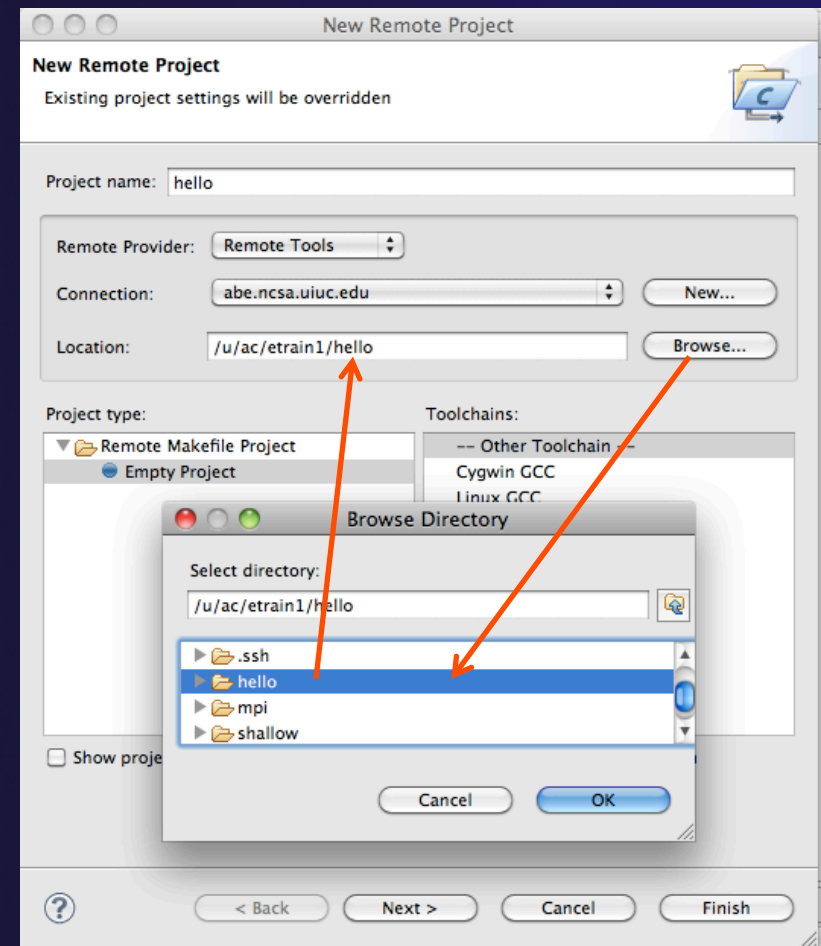 New Remote Project
New Remote Project
Existing project settings will be overridden
C
Project name: hello
Remote Provider: Remote Tools
Connection: abe.ncsa.uiuc.edu New...
Location: /u/ac/etrain1/hello Browse...
Project type: Toolchains:
Remote Makefile Project -- Other Toolchain --
Empty Project Cygwin GCC
Linux GCC
Browse Directory
Select directory:
/u/ac/etrain1/hello
.ssh
hello
mpi
shallow
Show proje
Cancel OK
? < Back Next > Cancel Finish